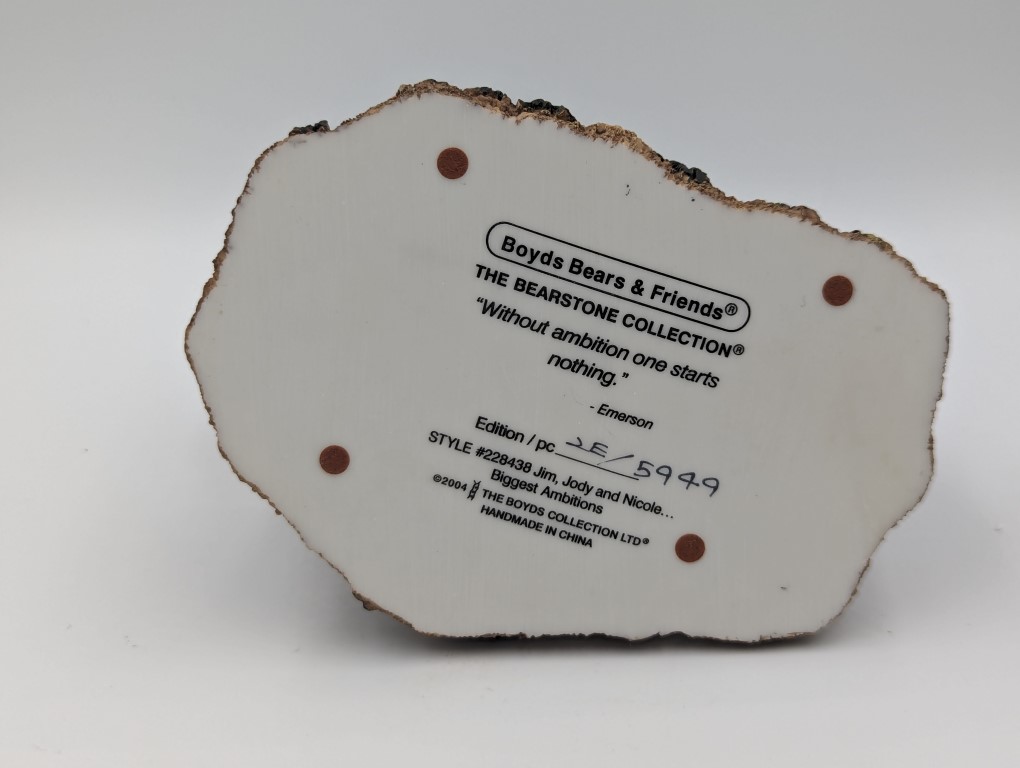 Boyds Bears & Friends®
THE BEARSTONE COLLECTION®
"Without ambition one starts
nothing."
- Emerson
Edition / pc 2E/5949
STYLE #228438 Jim, Jody and Nicole...
Biggest Ambitions
©2004 THE BOYDS COLLECTION LTD®
HANDMADE IN CHINA